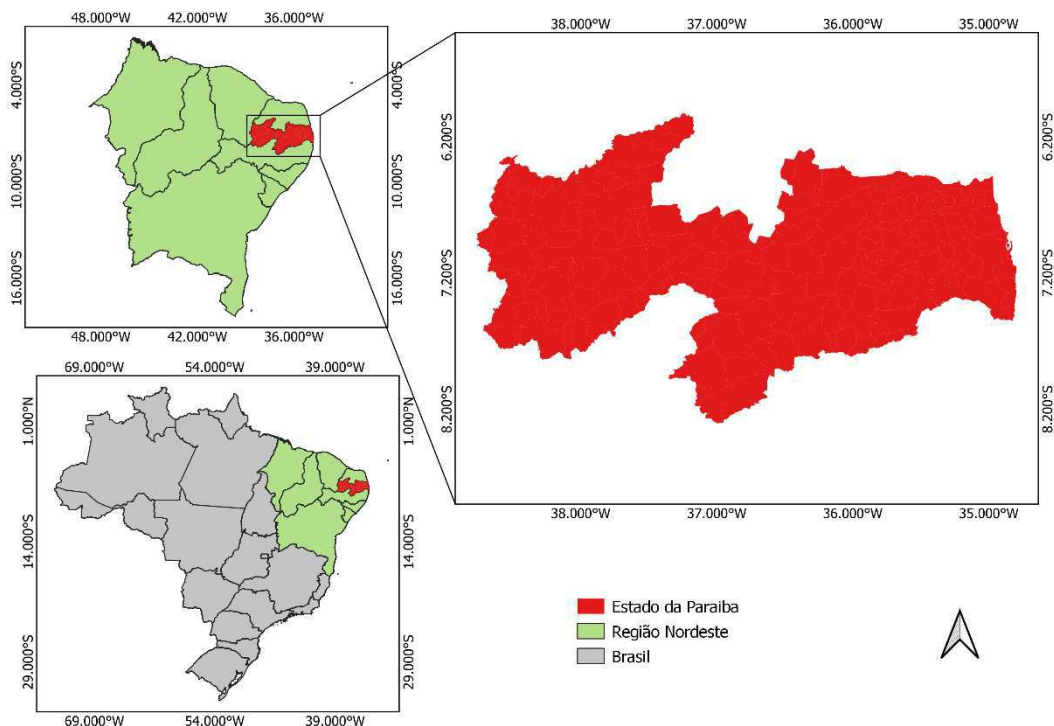 48.000°W 42.000°W 36.000°W
4.000°S
10.000°S
16.000°S
4.000°S
10.000°S
16.000°S
48.000°W 42.000°W 36.000°W
38.000°W 37.000°W 36.000°W 35.000°W
6.200°S
7.200°S
8.200°S
6.200°S
7.200°S
8.200°S
38.000°W 37.000°W 36.000°W 35.000°W
69.000°W 54.000°W 39.000°W
1.000°N
14.000°S
29.000°S
1.000°N
14.000°S
29.000°S
69.000°W 54.000°W 39.000°W
Estado da Paraiba
Região Nordeste
Brasil